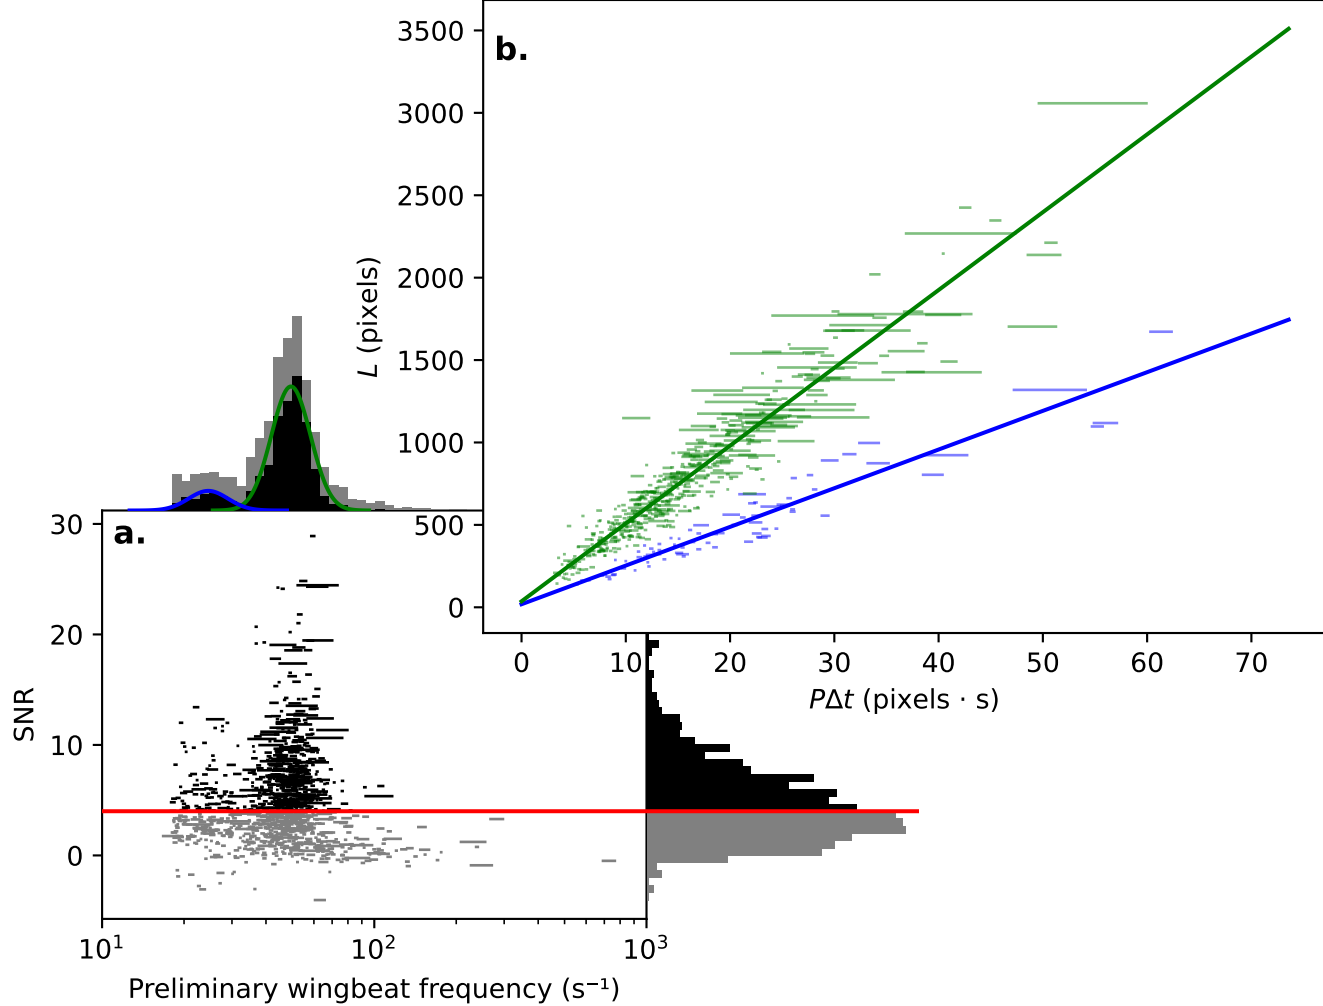 b.
3500
3000
2500
2000
1500
1000
500
0
L (pixels)
0 10 20 30 40 50 60 70
PΔt (pixels · s)
a.
30
20
10
0
SNR
10¹ 10² 10³
Preliminary wingbeat frequency (s⁻¹)